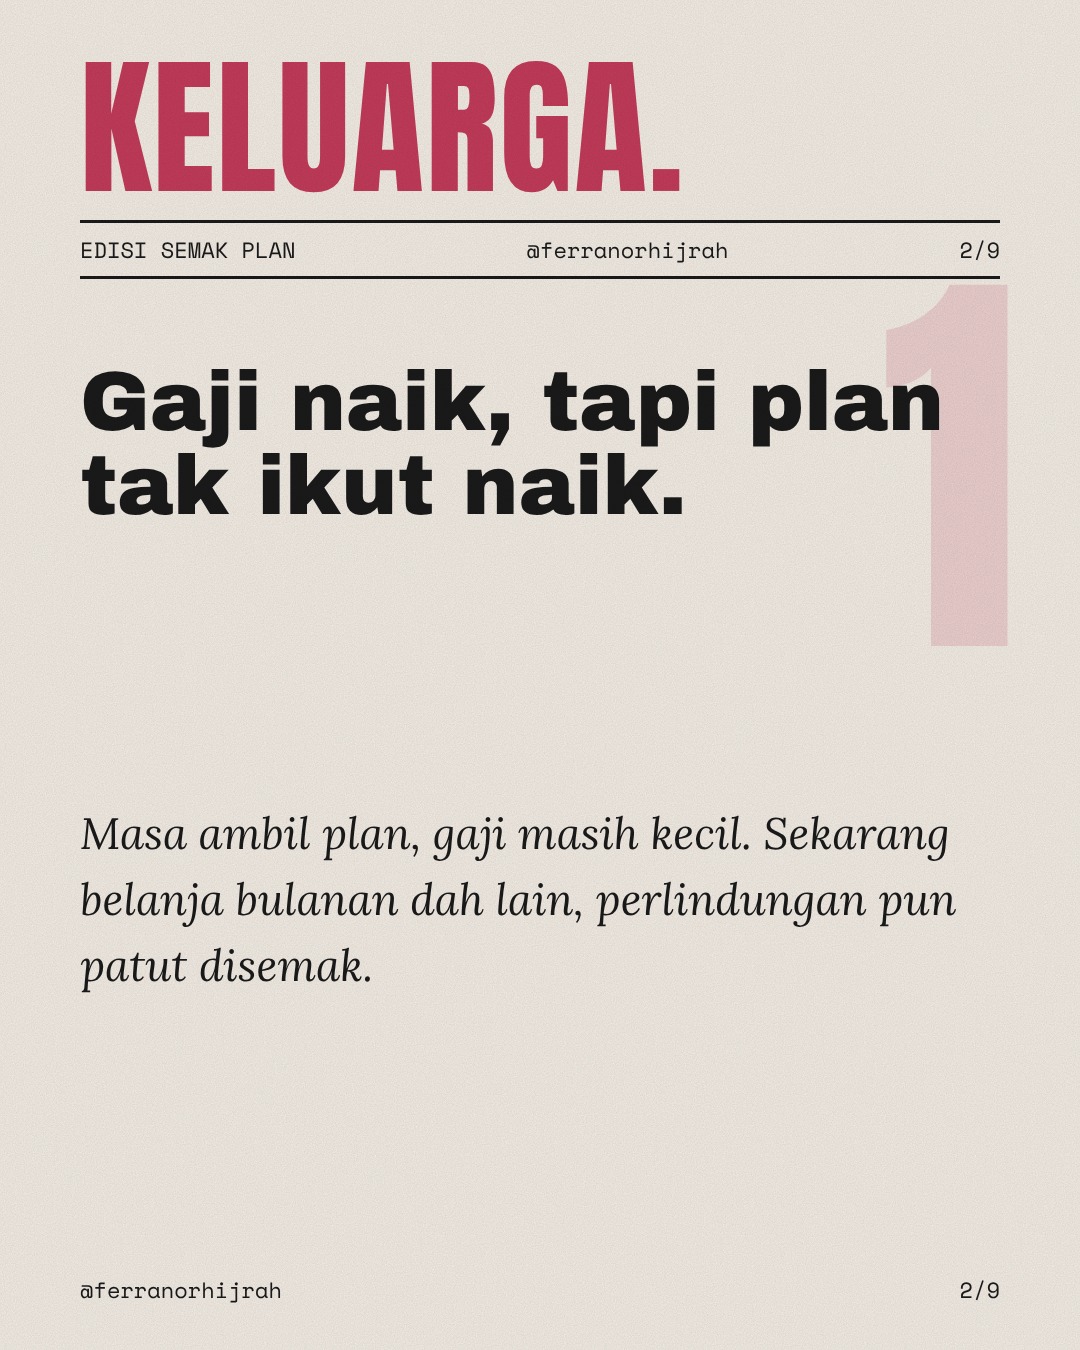 KELUARGA.
EDISI SEMAK PLAN @ferranorhijrah 2/9
1
Gaji naik, tapi plan
tak ikut naik.
Masa ambil plan, gaji masih kecil. Sekarang
belanja bulanan dah lain, perlindungan pun
patut disemak.
@ferranorhijrah 2/9